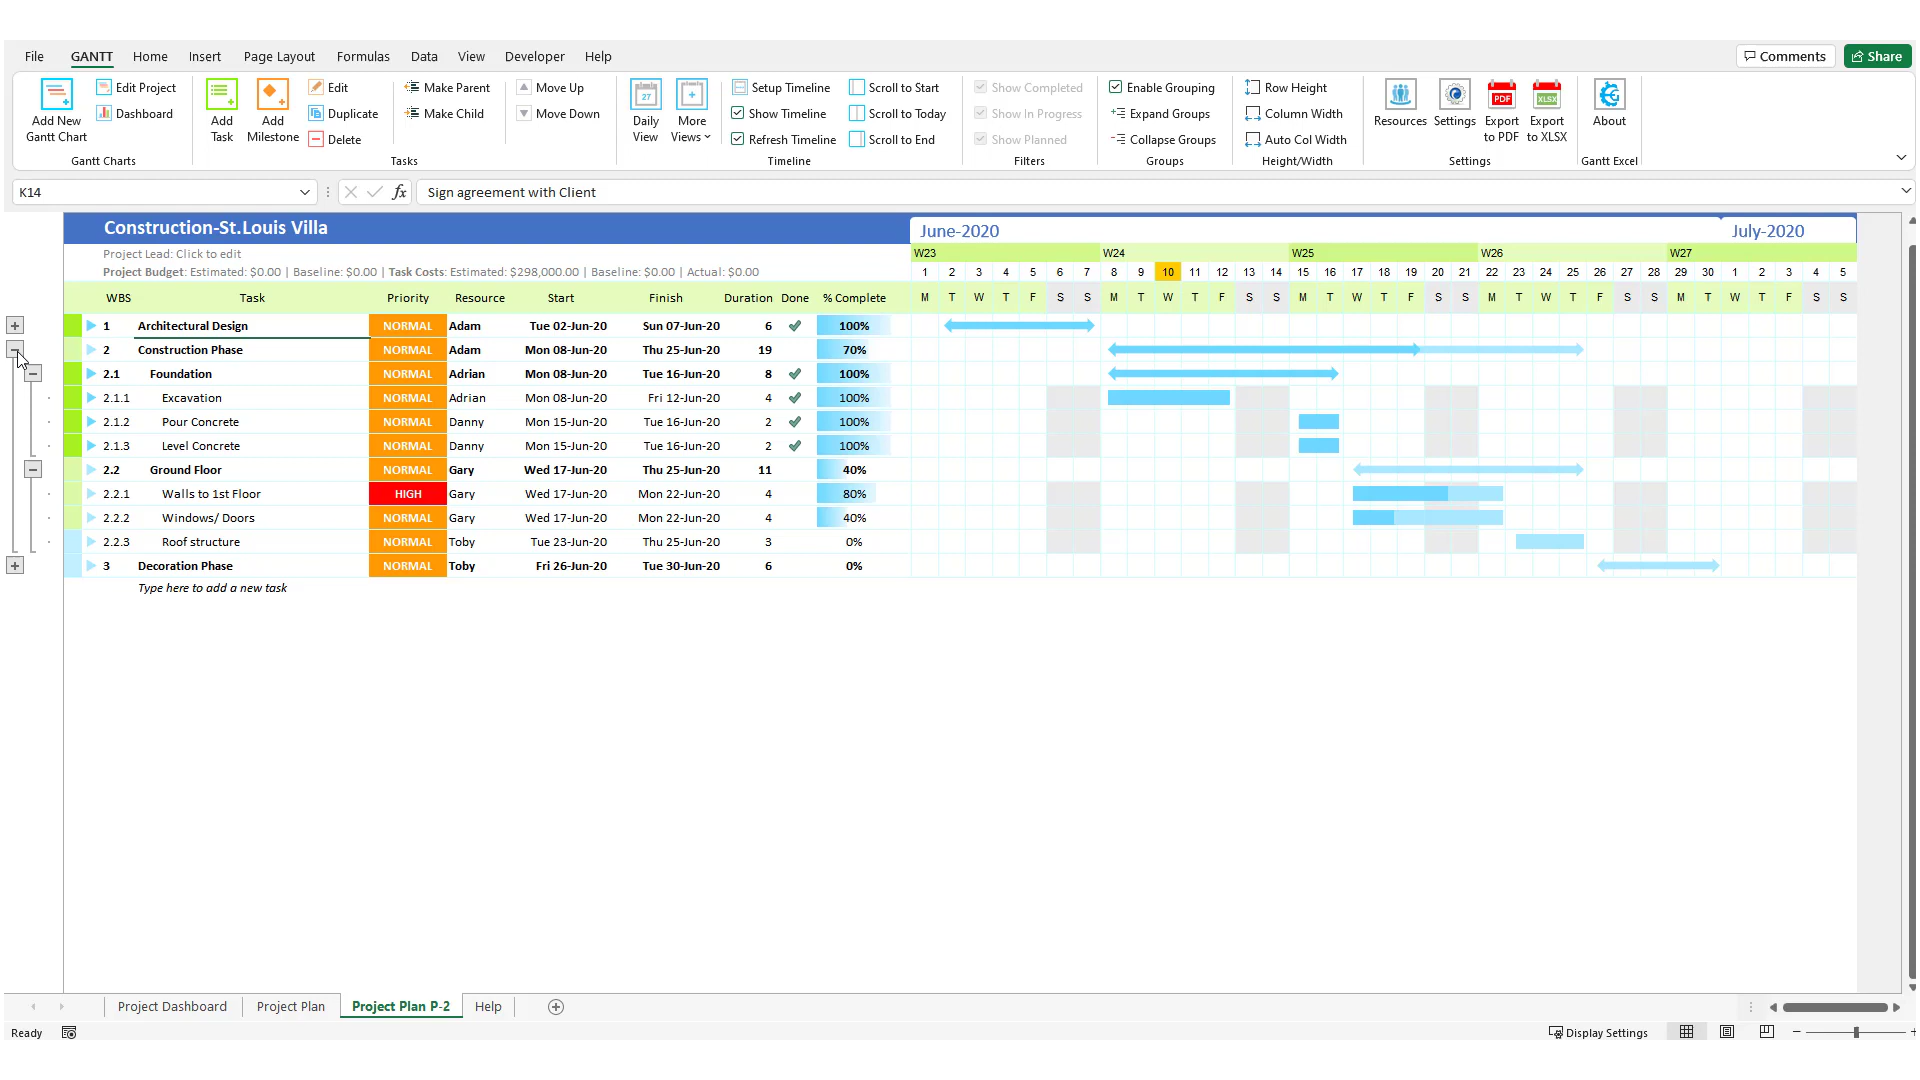 File GANTT Home Insert Page Layout Formulas Data View Developer Help Comments Share
Edit Project Edit Make Parent Move Up Setup Timeline Scroll to Start Show Completed Enable Grouping Row Height
Dashboard Duplicate Make Child Move Down Show Timeline Scroll to Today Show In Progress Expand Groups Column Width
Delete Refresh Timeline Scroll to End Show Planned Collapse Groups Auto Col Width
Add New Gantt Chart
Add Task
Add Milestone
27
Daily View
More Views
Resources
Settings
PDF
Export to PDF
XLSX
Export to XLSX
About
Gantt Charts Tasks Timeline Filters Groups Height/Width Settings Gantt Excel
K14 fx Sign agreement with Client
Construction-St.Louis Villa June-2020 July-2020
Project Lead: Click to edit W23 W24 W25 W26 W27
Project Budget: Estimated: $0.00 | Baseline: $0.00 | Task Costs: Estimated: $298,000.00 | Baseline: $0.00 | Actual: $0.00 1 2 3 4 5 6 7 8 9 10 11 12 13 14 15 16 17 18 19 20 21 22 23 24 25 26 27 28 29 30 1 2 3 4 5
WBS Task Priority Resource Start Finish Duration Done % Complete M T W T F S S M T W T F S S M T W T F S S M T W T F S S M T W T F S S
1 Architectural Design NORMAL Adam Tue 02-Jun-20 Sun 07-Jun-20 6 100%
2 Construction Phase NORMAL Adam Mon 08-Jun-20 Thu 25-Jun-20 19 70%
2.1 Foundation NORMAL Adrian Mon 08-Jun-20 Tue 16-Jun-20 8 100%
2.1.1 Excavation NORMAL Adrian Mon 08-Jun-20 Fri 12-Jun-20 4 100%
2.1.2 Pour Concrete NORMAL Danny Mon 15-Jun-20 Tue 16-Jun-20 2 100%
2.1.3 Level Concrete NORMAL Danny Mon 15-Jun-20 Tue 16-Jun-20 2 100%
2.2 Ground Floor NORMAL Gary Wed 17-Jun-20 Thu 25-Jun-20 11 40%
2.2.1 Walls to 1st Floor HIGH Gary Wed 17-Jun-20 Mon 22-Jun-20 4 80%
2.2.2 Windows/ Doors NORMAL Gary Wed 17-Jun-20 Mon 22-Jun-20 4 40%
2.2.3 Roof structure NORMAL Toby Tue 23-Jun-20 Thu 25-Jun-20 3 0%
3 Decoration Phase NORMAL Toby Fri 26-Jun-20 Tue 30-Jun-20 6 0%
Type here to add a new task
Project Dashboard Project Plan Project Plan P-2 Help
Ready Display Settings